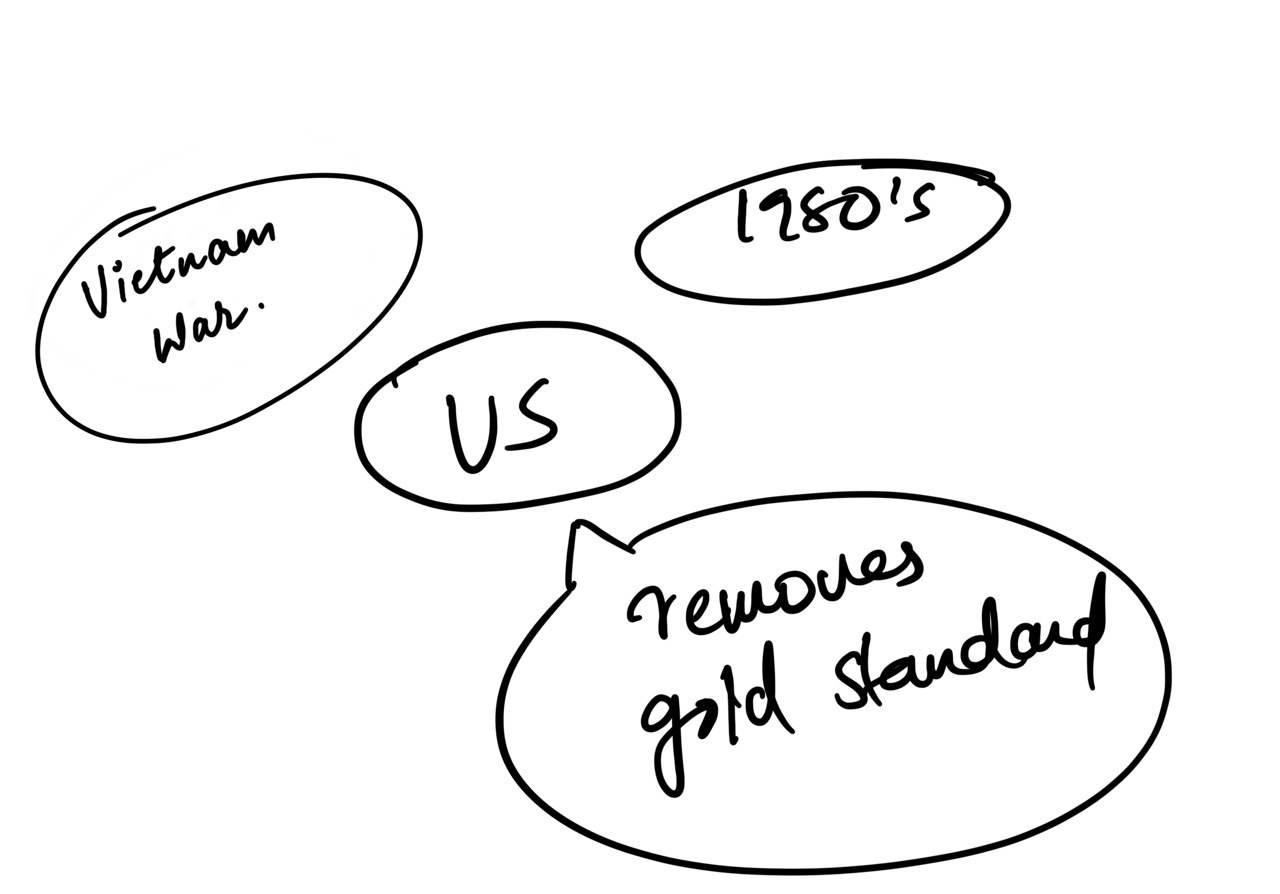 Vietnam
War.
1980's
US
removes
gold standard